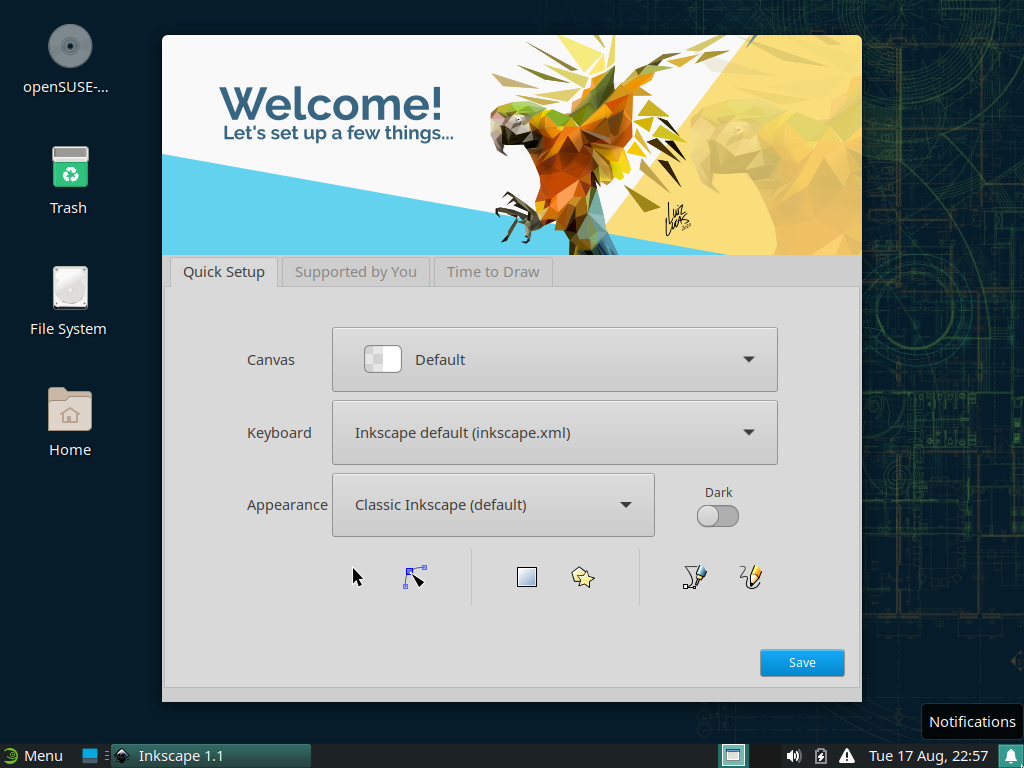 openSUSE-...
Trash
File System
Home
Welcome!
Let's set up a few things...
Quick Setup
Supported by You
Time to Draw
Canvas
Default
Keyboard
Inkscape default (inkscape.xml)
Appearance
Classic Inkscape (default)
Dark
Save
Notifications
Menu
Inkscape 1.1
Tue 17 Aug, 22:57